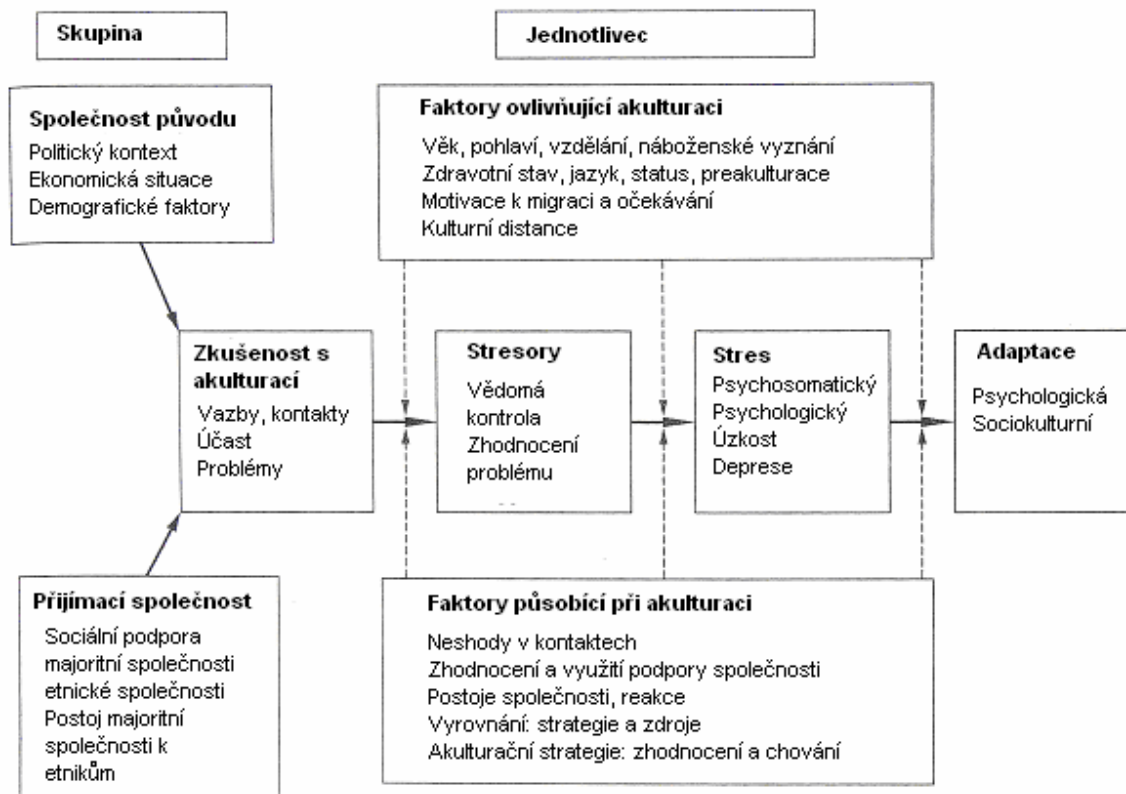 Skupina
Jednotlivec
Společnost původu
Politický kontext
Ekonomická situace
Demografické faktory
Faktory ovlivňující akulturaci
Věk, pohlaví, vzdělání, náboženské vyznání
Zdravotní stav, jazyk, status, preakulturace
Motivace k migraci a očekávání
Kulturní distance
Zkušenost s
akulturací
Vazby, kontakty
Účast
Problémy
Stresory
Vědomá
kontrola
Zhodnocení
problému
Stres
Psychosomatický
Psychologický
Úzkost
Deprese
Adaptace
Psychologická
Sociokulturní
Přijímací společnost
Sociální podpora
majoritní společnosti
etnické společnosti
Postoj majoritní
společnosti k
etnikům
Faktory působící při akulturaci
Neshody v kontaktech
Zhodnocení a využití podpory společnosti
Postoje společnosti, reakce
Vyrovnání: strategie a zdroje
Akulturační strategie: zhodnocení a chování